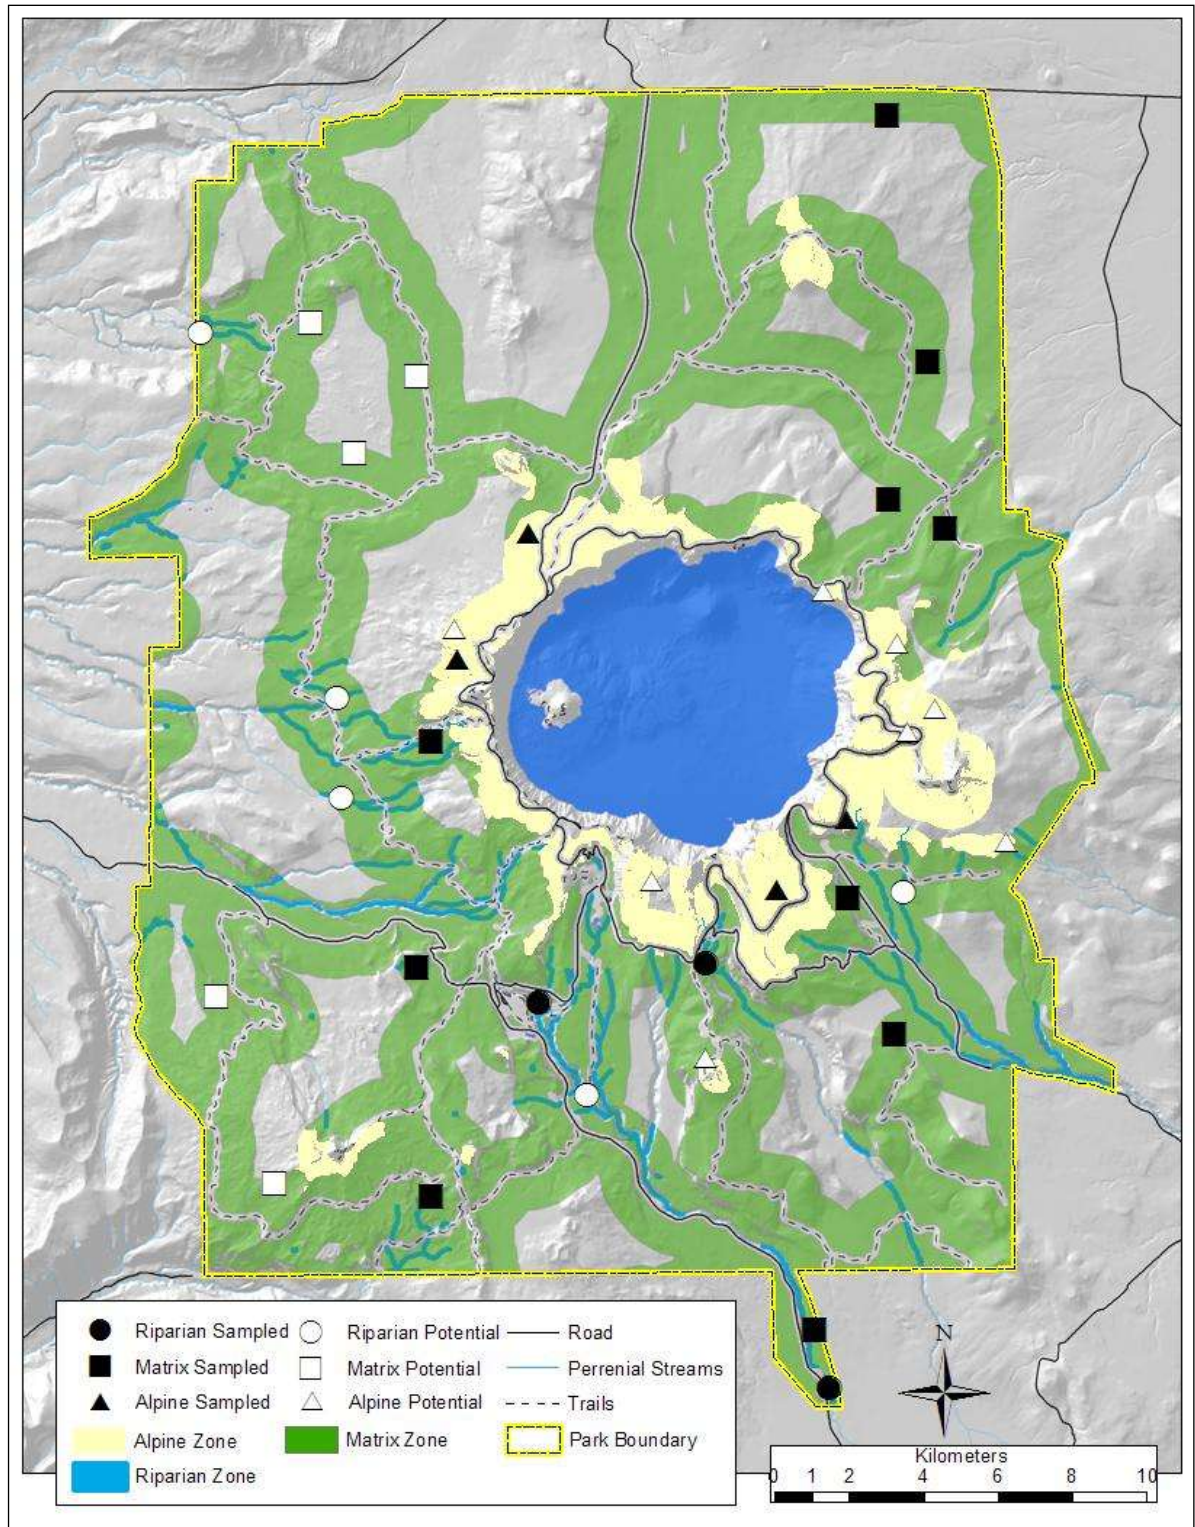 N
Riparian Sampled Riparian Potential Road
Matrix Sampled Matrix Potential Perrenial Streams
Alpine Sampled Alpine Potential Trails
Alpine Zone Matrix Zone Park Boundary
Riparian Zone
Kilometers
0 1 2 4 6 8 10